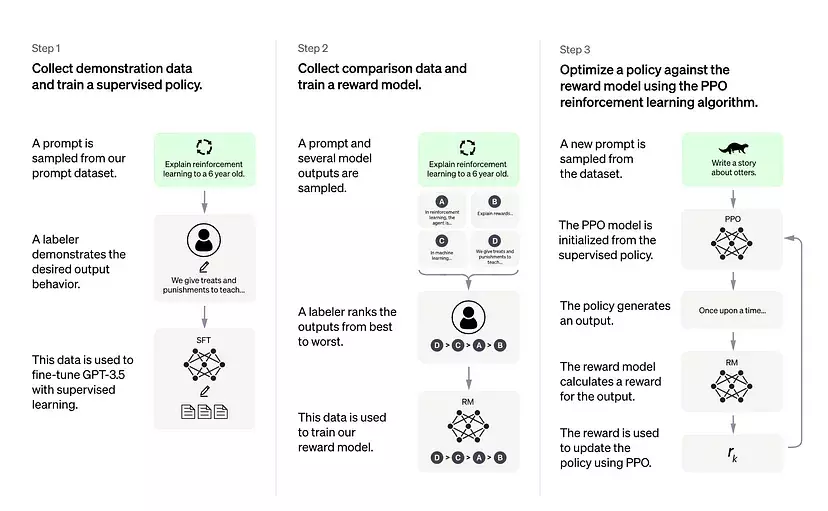 Step 1
Collect demonstration data
and train a supervised policy.
A prompt is
sampled from our
prompt dataset.
Explain reinforcement
learning to a 6 year old.
A labeler
demonstrates the
desired output
behavior.
We give treats and
punishments to teach...
This data is used to
fine-tune GPT-3.5
with supervised
learning.
SFT
Step 2
Collect comparison data and
train a reward model.
A prompt and
several model
outputs are
sampled.
Explain reinforcement
learning to a 6 year old.
A
In reinforcement
learning, the
agent is...
B
Explain rewards...
C
In machine
learning...
D
We give treats and
punishments to
teach...
A labeler ranks the
outputs from best
to worst.
D > C > A > B
This data is used
to train our
reward model.
RM
D > C > A > B
Step 3
Optimize a policy against the
reward model using the PPO
reinforcement learning algorithm.
A new prompt is
sampled from
the dataset.
Write a story
about otters.
The PPO model is
initialized from the
supervised policy.
PPO
The policy generates
an output.
Once upon a time...
The reward model
calculates a reward
for the output.
RM
The reward is used
to update the
policy using PPO.
rk